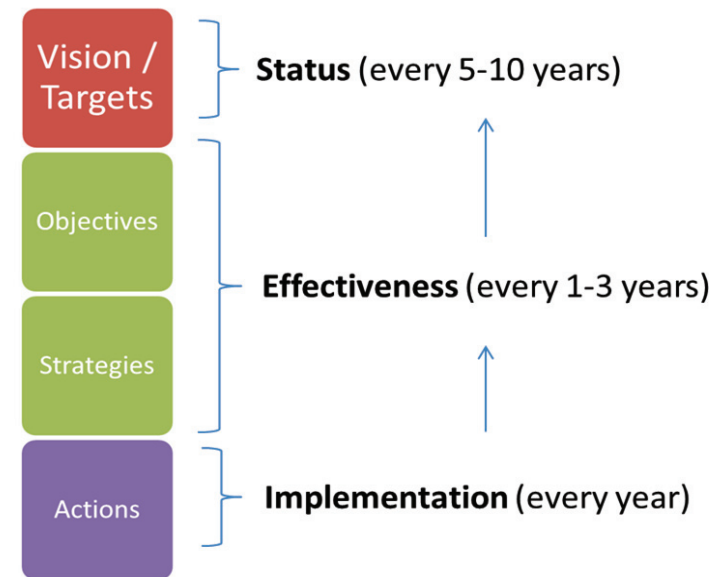 Vision /
Targets
Status (every 5-10 years)
Objectives
Effectiveness (every 1-3 years)
Strategies
Implementation (every year)
Actions